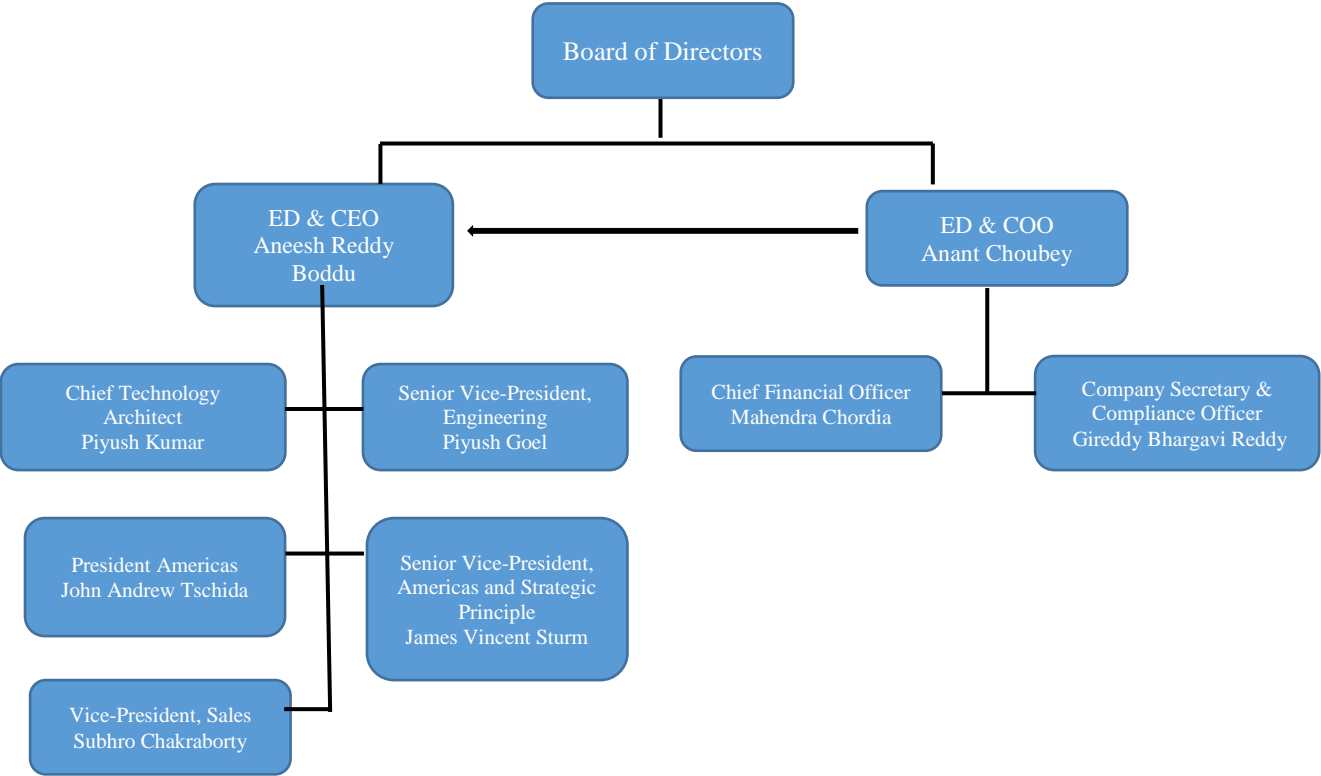 Board of Directors
ED & CEO
Aneesh Reddy
Boddu
ED & COO
Anant Choubey
Chief Technology
Architect
Piyush Kumar
Senior Vice-President,
Engineering
Piyush Goel
Chief Financial Officer
Mahendra Chordia
Company Secretary &
Compliance Officer
Gireddy Bhargavi Reddy
President Americas
John Andrew Tschida
Senior Vice-President,
Americas and Strategic
Principle
James Vincent Sturm
Vice-President, Sales
Subhro Chakraborty